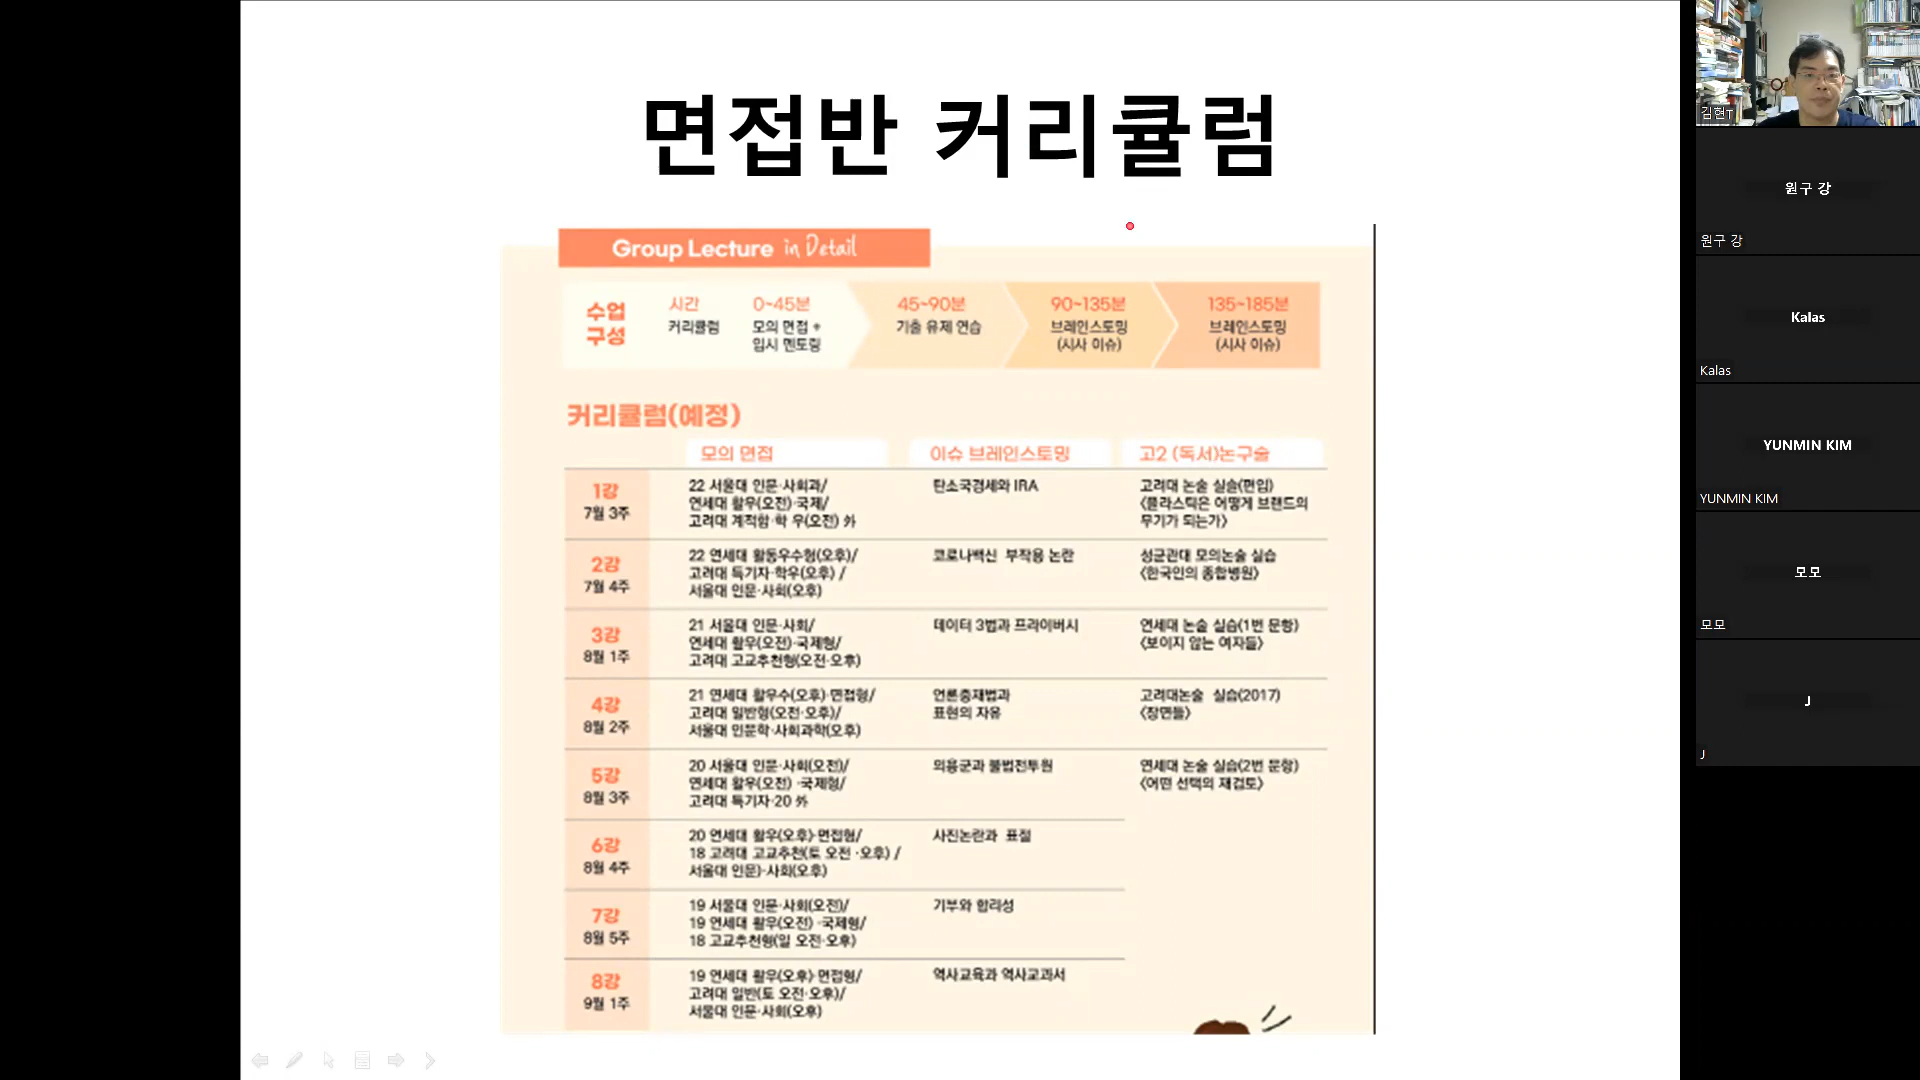 면접반 커리큘럼
Group Lecture in Detail
수업
구성
시간
커리큘럼
0~45분
모의 면접 +
입시 멘토링
45~90분
기출 유제 연습
90~135분
브레인스토밍
(시사 이슈)
135~185분
브레인스토밍
(시사 이슈)
커리큘럼(예정)
모의 면접
이슈 브레인스토밍
고2 (독서)논구술
1강
7월 3주
22 서울대 인문·사회과/
연세대 활우(오전)·국제/
고려대 계적합·학 우(오전) 外
탄소국경세와 IRA
고려대 논술 실습(편입)
<플라스틱은 어떻게 브랜드의
무기가 되는가>
2강
7월 4주
22 연세대 활동우수형(오후)/
고려대 특기자·학우(오후) /
서울대 인문·사회(오후)
코로나백신 부작용 논란
성균관대 모의논술 실습
<한국인의 종합병원>
3강
8월 1주
21 서울대 인문·사회/
연세대 활우(오전)·국제형/
고려대 고교추천형(오전·오후)
데이터 3법과 프라이버시
연세대 논술 실습(1번 문항)
<보이지 않는 여자들>
4강
8월 2주
21 연세대 활우수(오후)·면접형/
고려대 일반형(오전·오후)/
서울대 인문학·사회과학(오후)
언론중재법과
표현의 자유
고려대논술 실습(2017)
<장면들>
5강
8월 3주
20 서울대 인문·사회(오전)/
연세대 활우(오전) ·국제형/
고려대 특기자·20 外
의용군과 불법전투원
연세대 논술 실습(2번 문항)
<어떤 선택의 재검토>
6강
8월 4주
20 연세대 활우(오후)·면접형/
18 고려대 고교추천(토 오전 ·오후) /
서울대 인문)·사회(오후)
사진논란과 표절
7강
8월 5주
19 서울대 인문·사회(오전)/
19 연세대 활우(오전) ·국제형/
18 고교추천형(일 오전·오후)
기부와 합리성
8강
9월 1주
19 연세대 활우(오후)·면접형/
고려대 일반(토 오전·오후)/
서울대 인문·사회(오후)
역사교육과 역사교과서
김현T
원구 강
원구 강
Kalas
Kalas
YUNMIN KIM
YUNMIN KIM
모모
모모
J
J